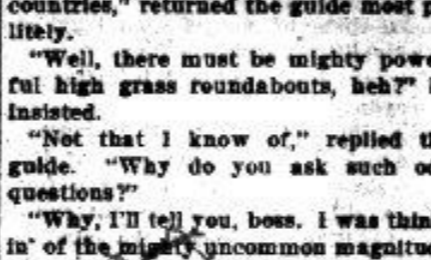 countries," returned the guide most p
litely.
"Well, there must be mighty powe
ful high grass roundabouts, heh?"
insisted.
"Not that I know of," replied t
guide. "Why do you ask such o
questions?"
"Why, I'll tell you, boss. I was thin
in' of the mighty uncommon magnitu